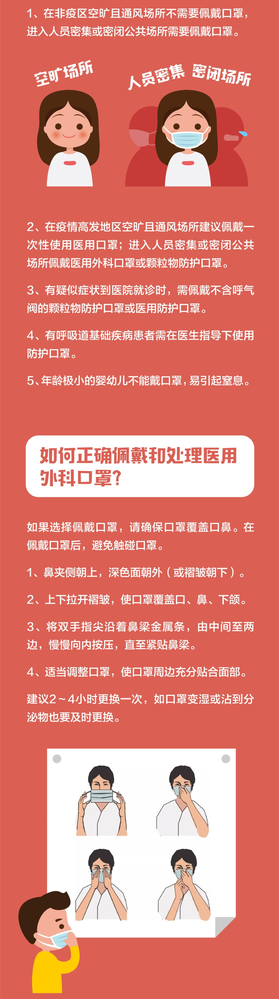 1、在非疫区空旷且通风场所不需要佩戴口罩，
进入人员密集或密闭公共场所需要佩戴口罩。
空旷场所
人员密集 密闭场所
2、在疫情高发地区空旷且通风场所建议佩戴一
次性使用医用口罩；进入人员密集或密闭公共
场所佩戴医用外科口罩或颗粒物防护口罩。
3、有疑似症状到医院就诊时，需佩戴不含呼气
阀的颗粒物防护口罩或医用防护口罩。
4、有呼吸道基础疾病患者需在医生指导下使用
防护口罩。
5、年龄极小的婴幼儿不能戴口罩，易引起窒息。
如何正确佩戴和处理医用
外科口罩？
如果选择佩戴口罩，请确保口罩覆盖口鼻。在
佩戴口罩后，避免触碰口罩。
1、鼻夹侧朝上，深色面朝外（或褶皱朝下）。
2、上下拉开褶皱，使口罩覆盖口、鼻、下颌。
3、将双手指尖沿着鼻梁金属条，由中间至两
边，慢慢向内按压，直至紧贴鼻梁。
4、适当调整口罩，使口罩周边充分贴合面部。
建议2～4小时更换一次，如口罩变湿或沾到分
泌物也要及时更换。